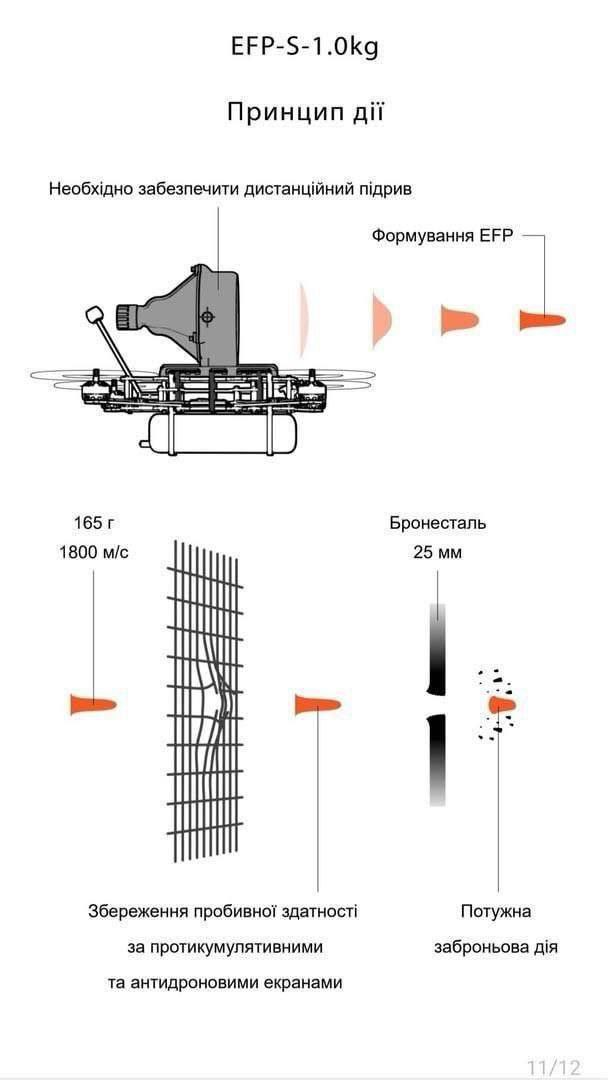 EFP-S-1.0kg
Принцип дії
Необхідно забезпечити дистанційний підрив
Формування EFP
165 г
1800 м/с
Бронесталь
25 мм
Збереження пробивної здатності
за протикумулятивними
та антидроновими екранами
Потужна
заброньова дія
11/12